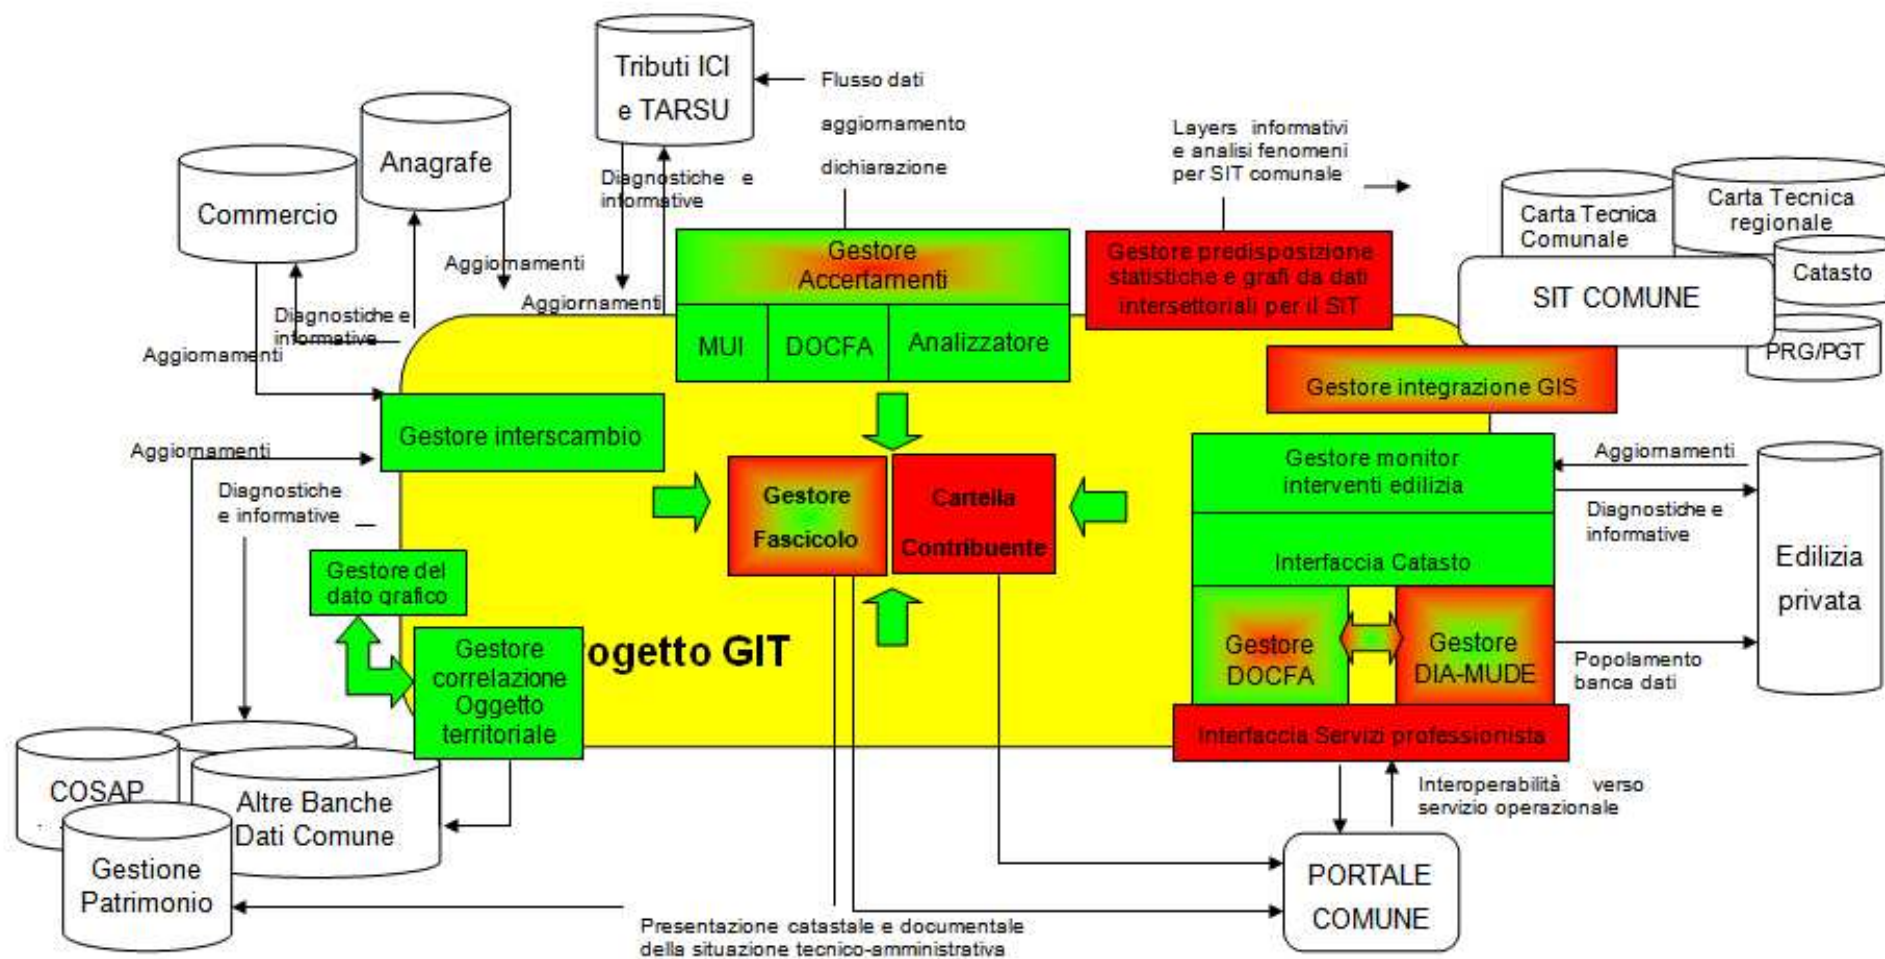 Tributi ICI
e TARSU
Flusso dati
aggiornamento
dichiarazione
Anagrafe
Commercio
Diagnostiche e
informative
Layers informativi
e analisi fenomeni
per SIT comunale
Carta Tecnica
Comunale
Carta Tecnica
regionale
Catasto
SIT COMUNE
PRG/PGT
Aggiornamenti
Aggiornamenti
Diagnostiche e
informative
Aggiornamenti
Gestore
Accertamenti
MUI
DOCFA
Analizzatore
Gestore predisposizione
statistiche e grafi da dati
intersettoriali per il SIT
Gestore integrazione GIS
Gestore interscambio
Aggiornamenti
Diagnostiche
e informative
Gestore
Fascicolo
Cartella
Contribuente
Gestore monitor
interventi edilizia
Interfaccia Catasto
Aggiornamenti
Diagnostiche e
informative
Edilizia
privata
Gestore del
dato grafico
Gestore
correlazione
Oggetto
territoriale
rogetto GIT
Gestore
DOCFA
Gestore
DIA-MUDE
Popolamento
banca dati
Interfaccia Servizi professionista
Interoperabilità verso
servizio operazionale
COSAP
Altre Banche
Dati Comune
Gestione
Patrimonio
PORTALE
COMUNE
Presentazione catastale e documentale
della situazione tecnico-amministrativa